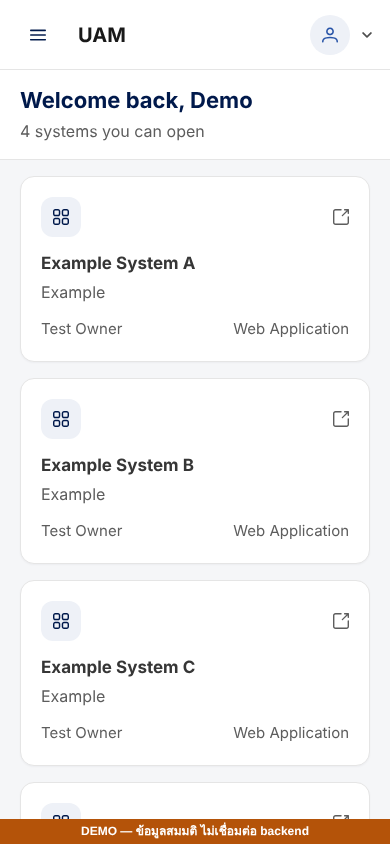 UAM
Welcome back, Demo
4 systems you can open
Example System A
Example
Test Owner Web Application
Example System B
Example
Test Owner Web Application
Example System C
Example
Test Owner Web Application
DEMO — ข้อมูลสมมติ ไม่เชื่อมต่อ backend